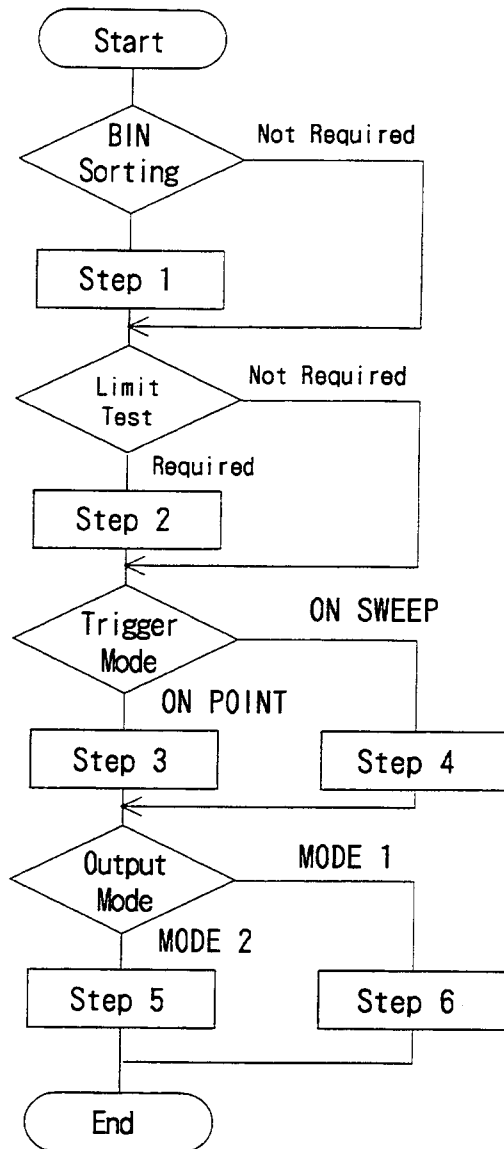 Start
BIN
Sorting
Not Required
Step 1
Limit
Test
Not Required
Required
Step 2
Trigger
Mode
ON SWEEP
ON POINT
Step 3
Step 4
Output
Mode
MODE 1
MODE 2
Step 5
Step 6
End